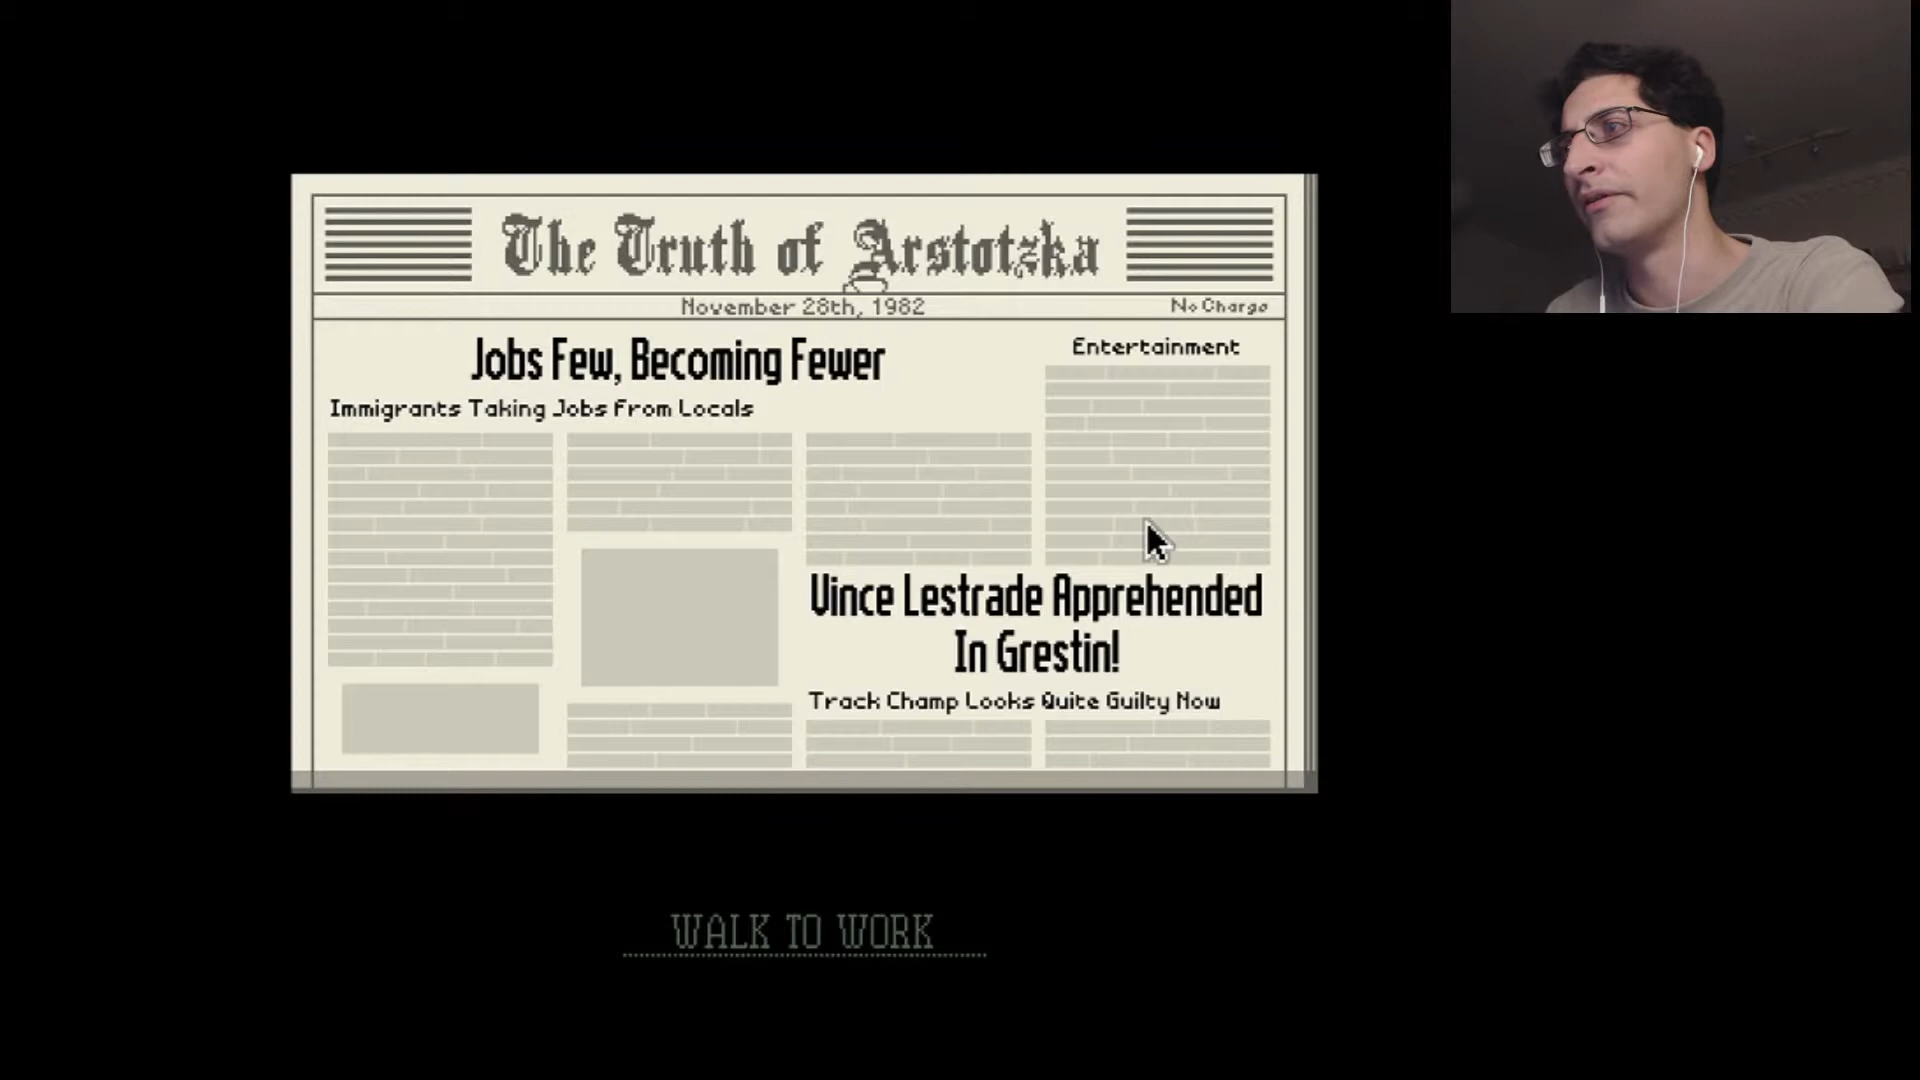 The Truth of Arstotzka
November 28th, 1982
No Charge
Jobs Few, Becoming Fewer
Immigrants Taking Jobs From Locals
Entertainment
Vince Lestrade Apprehended
In Grestin!
Track Champ Looks Quite Guilty Now
WALK TO WORK